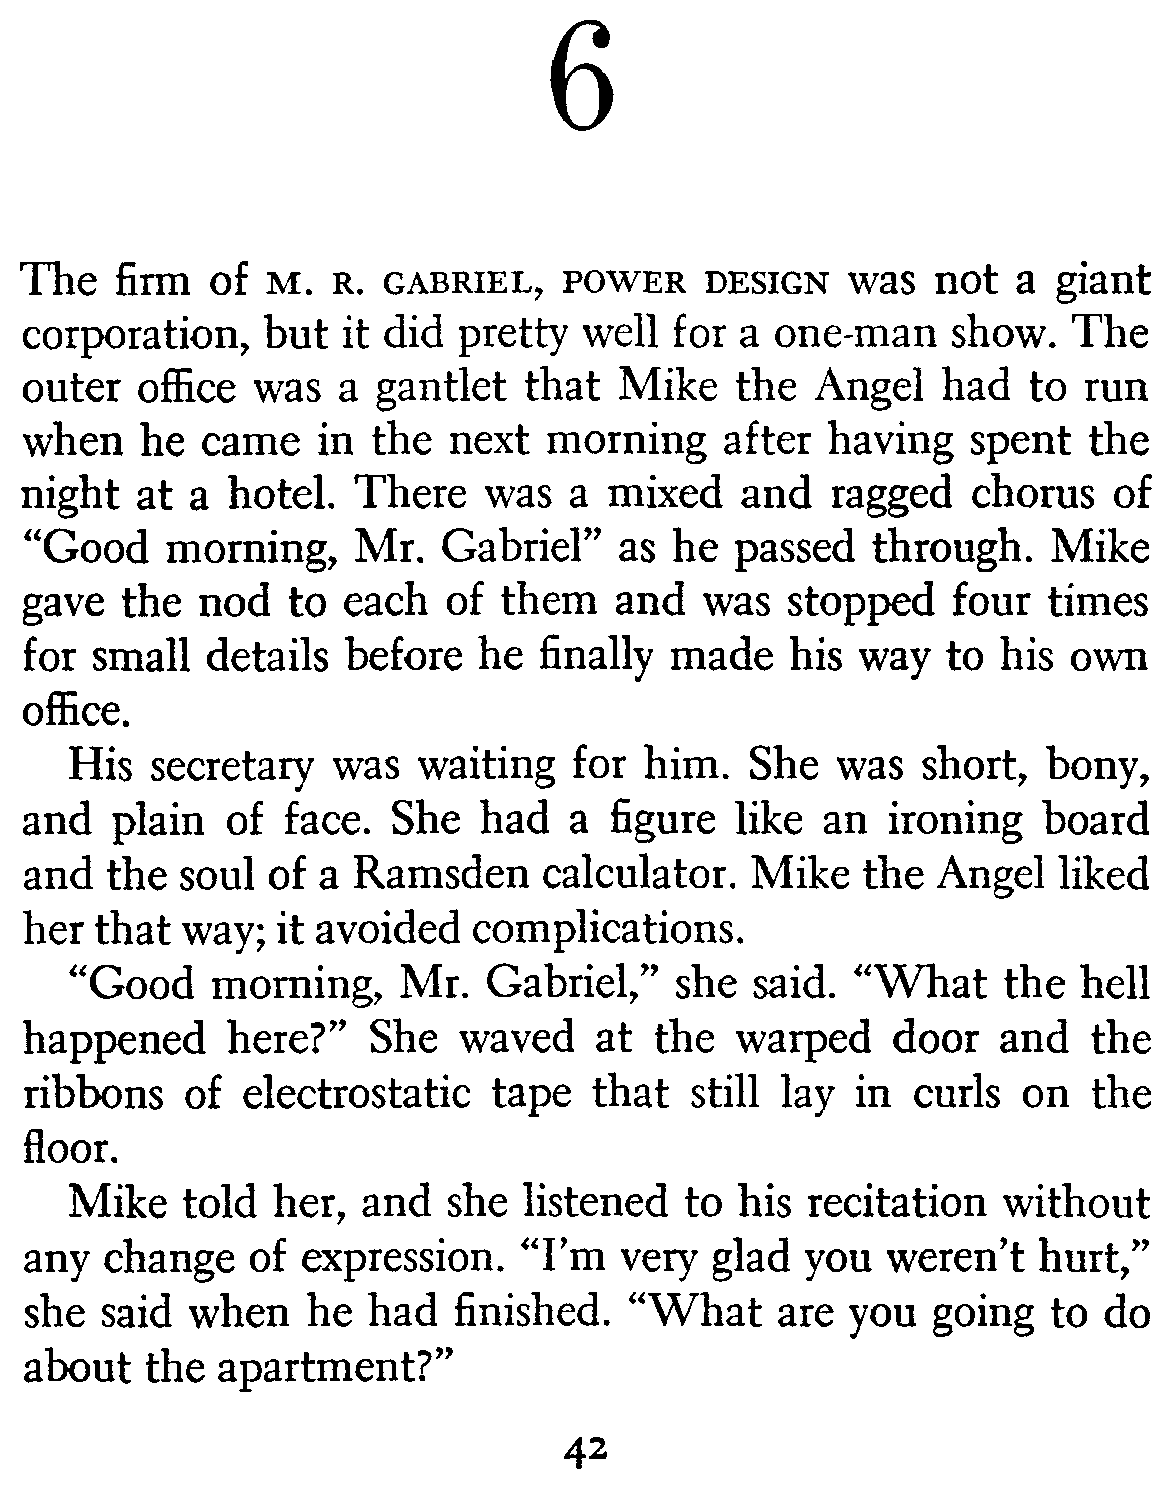 6
The firm of M. R. GABRIEL, POWER DESIGN was not a giant
corporation, but it did pretty well for a one-man show. The
outer office was a gantlet that Mike the Angel had to run
when he came in the next morning after having spent the
night at a hotel. There was a mixed and ragged chorus of
“Good morning, Mr. Gabriel” as he passed through. Mike
gave the nod to each of them and was stopped four times
for small details before he finally made his way to his own
office.
His secretary was waiting for him. She was short, bony,
and plain of face. She had a figure like an ironing board
and the soul of a Ramsden calculator. Mike the Angel liked
her that way; it avoided complications.
“Good morning, Mr. Gabriel,” she said. “What the hell
happened here?” She waved at the warped door and the
ribbons of electrostatic tape that still lay in curls on the
floor.
Mike told her, and she listened to his recitation without
any change of expression. “I’m very glad you weren’t hurt,”
she said when he had finished. “What are you going to do
about the apartment?”
42